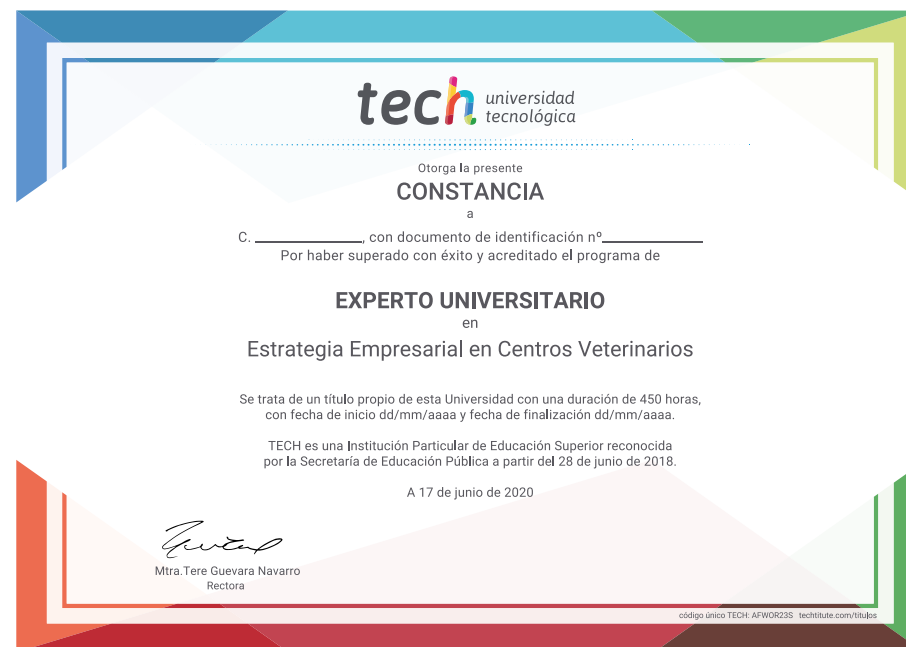 tech universidad
tecnológica
Otorga la presente
CONSTANCIA
a
C. ____________, con documento de identificación nº____________
Por haber superado con éxito y acreditado el programa de
EXPERTO UNIVERSITARIO
en
Estrategia Empresarial en Centros Veterinarios
Se trata de un título propio de esta Universidad con una duración de 450 horas,
con fecha de inicio dd/mm/aaaa y fecha de finalización dd/mm/aaaa.
TECH es una Institución Particular de Educación Superior reconocida
por la Secretaría de Educación Pública a partir del 28 de junio de 2018.
A 17 de junio de 2020
Mtra.Tere Guevara Navarro
Rectora
código único TECH: AFWOR23S techtitute.com/titulos